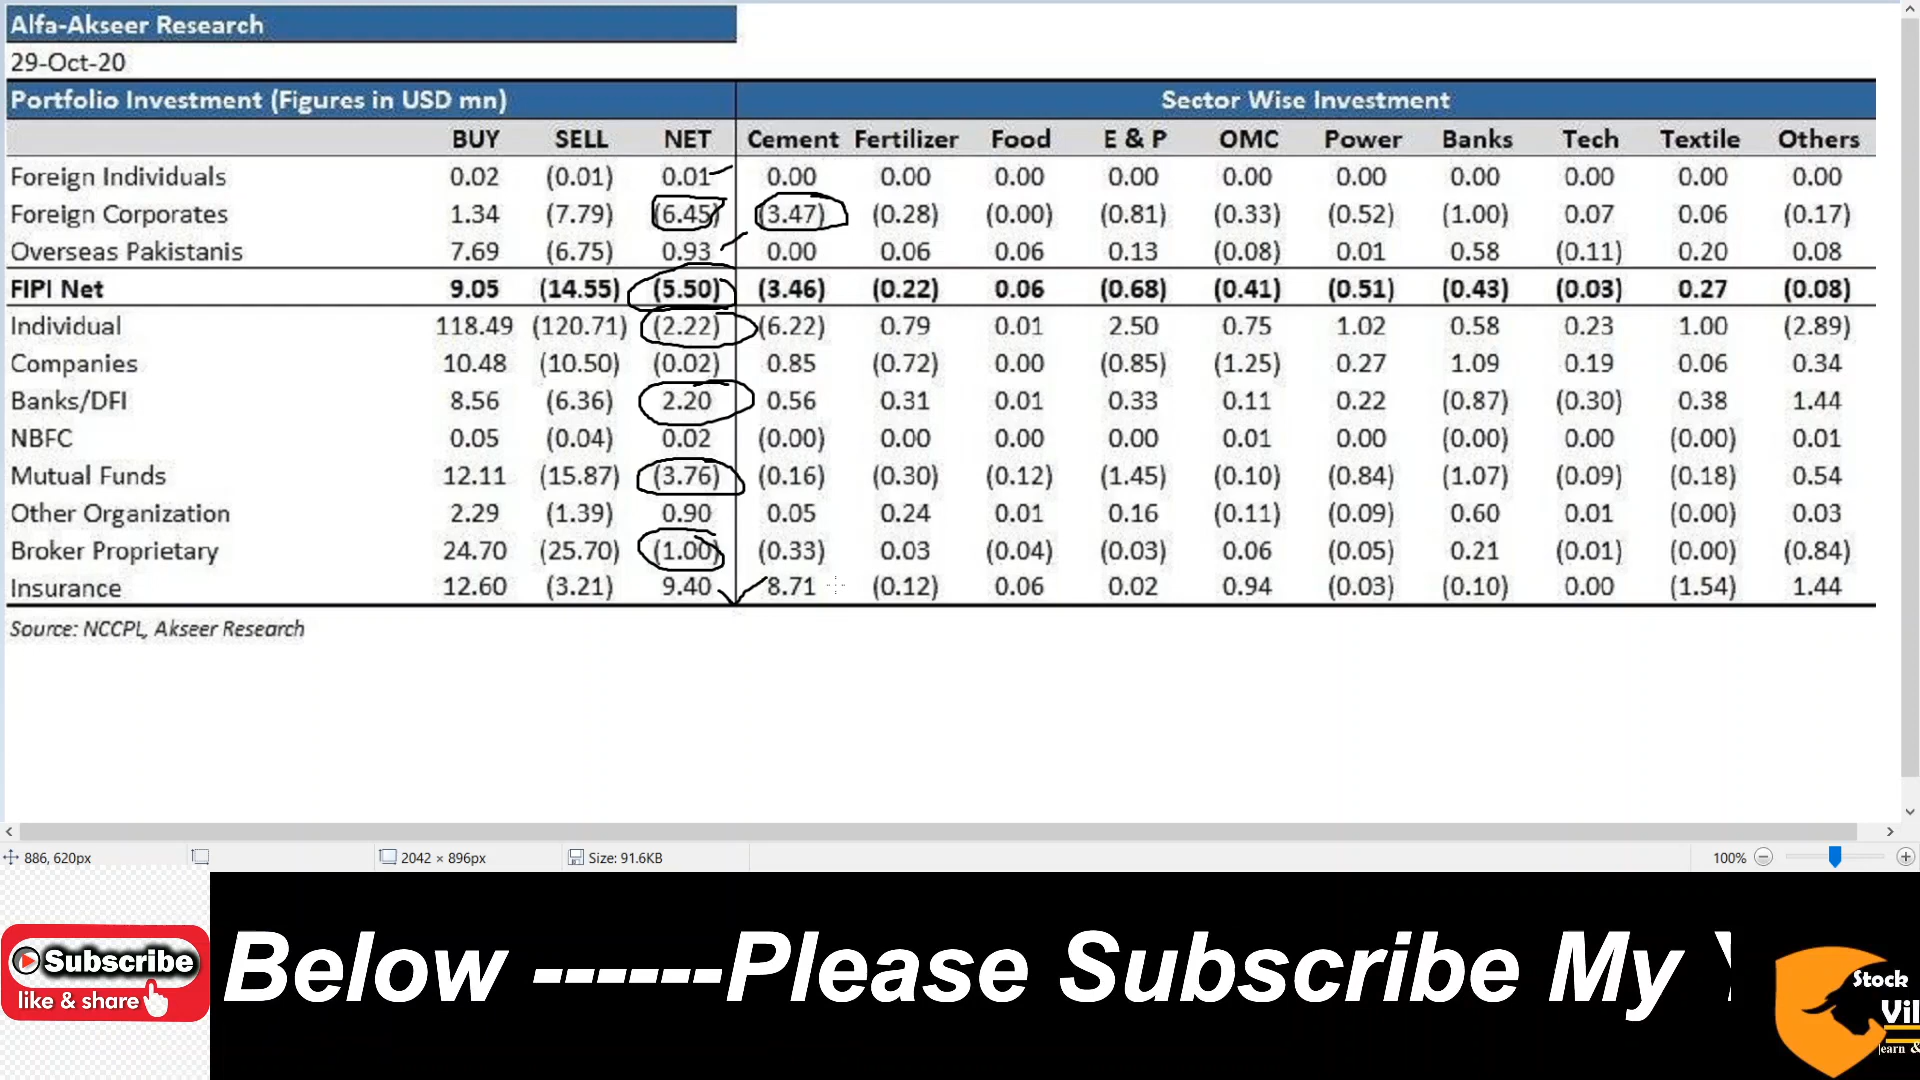 Alfa-Akseer Research
29-Oct-20
Portfolio Investment (Figures in USD mn) Sector Wise Investment
BUY SELL NET Cement Fertilizer Food E & P OMC Power Banks Tech Textile Others
Foreign Individuals 0.02 (0.01) 0.01 0.00 0.00 0.00 0.00 0.00 0.00 0.00 0.00 0.00 0.00
Foreign Corporates 1.34 (7.79) (6.45) (3.47) (0.28) (0.00) (0.81) (0.33) (0.52) (1.00) 0.07 0.06 (0.17)
Overseas Pakistanis 7.69 (6.75) 0.93 0.00 0.06 0.06 0.13 (0.08) 0.01 0.58 (0.11) 0.20 0.08
FIPI Net 9.05 (14.55) (5.50) (3.46) (0.22) 0.06 (0.68) (0.41) (0.51) (0.43) (0.03) 0.27 (0.08)
Individual 118.49 (120.71) (2.22) (6.22) 0.79 0.01 2.50 0.75 1.02 0.58 0.23 1.00 (2.89)
Companies 10.48 (10.50) (0.02) 0.85 (0.72) 0.00 (0.85) (1.25) 0.27 1.09 0.19 0.06 0.34
Banks/DFI 8.56 (6.36) 2.20 0.56 0.31 0.01 0.33 0.11 0.22 (0.87) (0.30) 0.38 1.44
NBFC 0.05 (0.04) 0.02 (0.00) 0.00 0.00 0.00 0.01 0.00 (0.00) 0.00 (0.00) 0.01
Mutual Funds 12.11 (15.87) (3.76) (0.16) (0.30) (0.12) (1.45) (0.10) (0.84) (1.07) (0.09) (0.18) 0.54
Other Organization 2.29 (1.39) 0.90 0.05 0.24 0.01 0.16 (0.11) (0.09) 0.60 0.01 (0.00) 0.03
Broker Proprietary 24.70 (25.70) (1.00) (0.33) 0.03 (0.04) (0.03) 0.06 (0.05) 0.21 (0.01) (0.00) (0.84)
Insurance 12.60 (3.21) 9.40 8.71 (0.12) 0.06 0.02 0.94 (0.03) (0.10) 0.00 (1.54) 1.44
Source: NCCPL, Akseer Research
886, 620px 2042 × 896px Size: 91.6KB 100%
Subscribe
like & share
Below ------Please Subscribe My
Stock
Vil
earn &